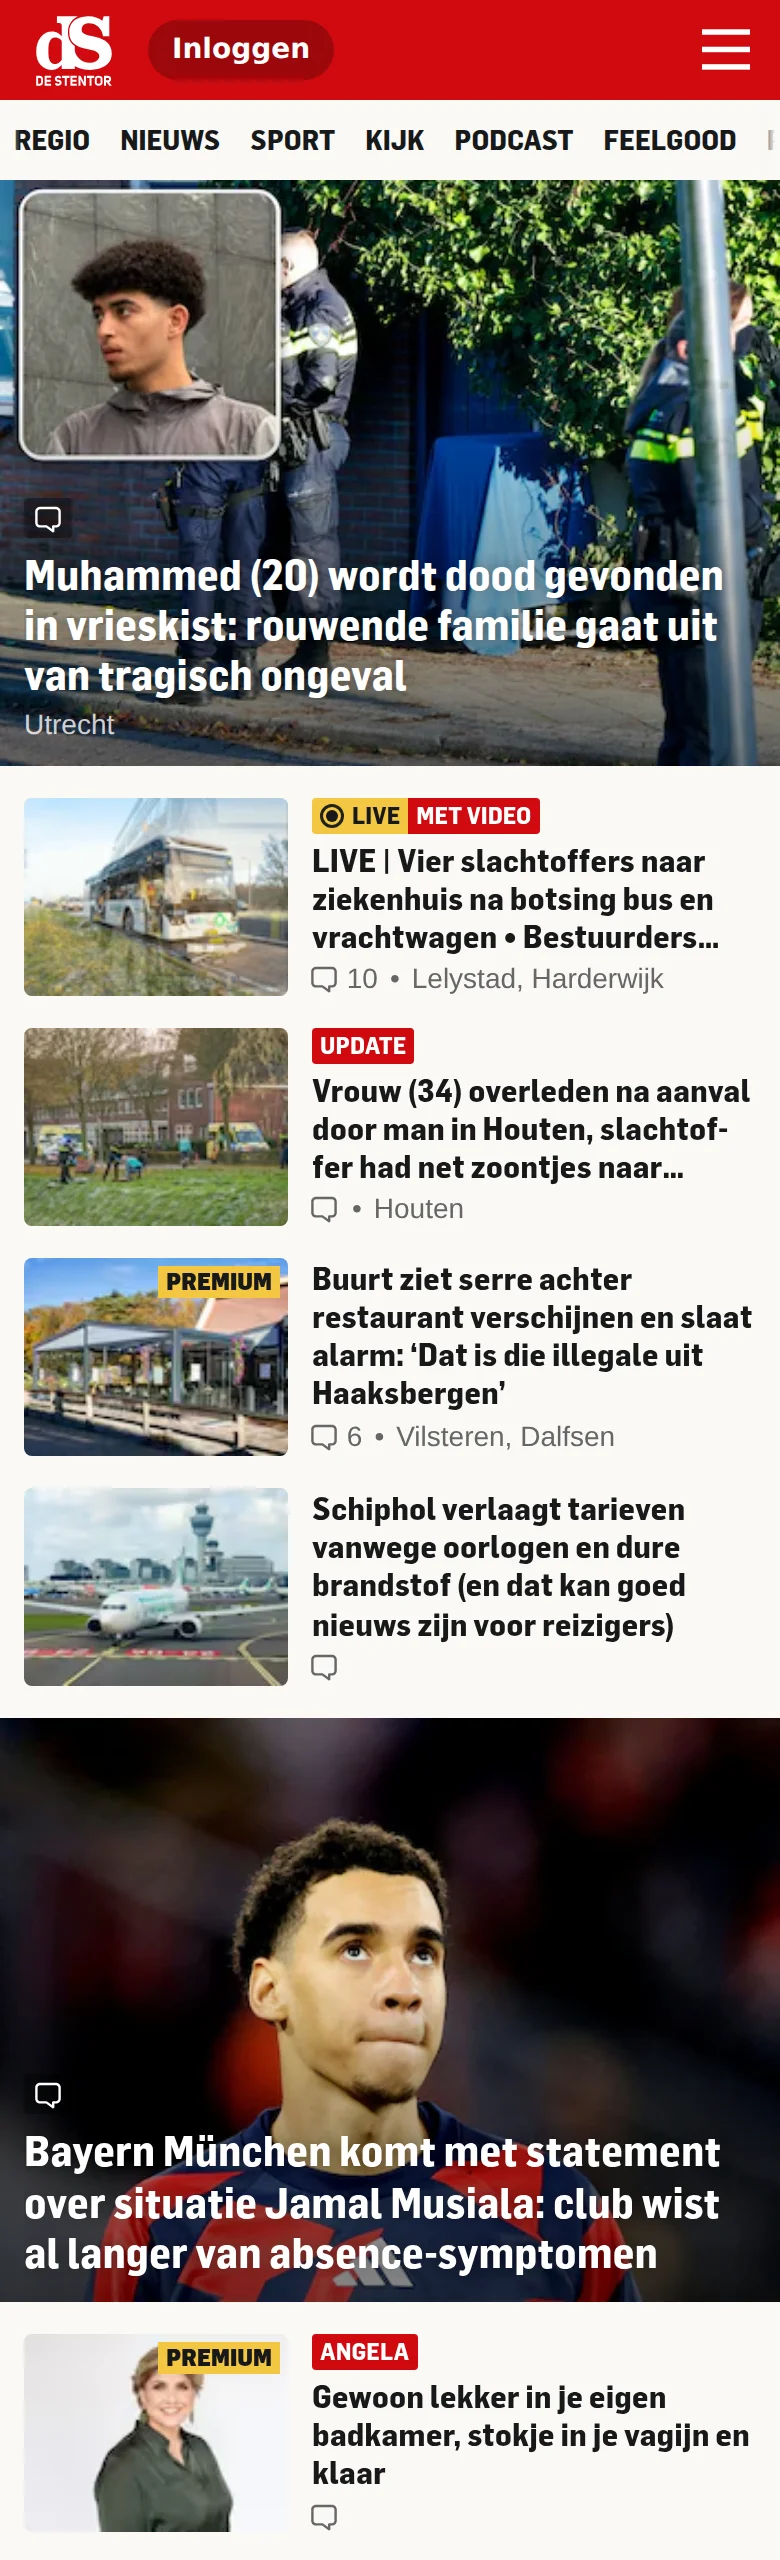 dS
DE STENTOR
Inloggen
REGIO NIEUWS SPORT KIJK PODCAST FEELGOOD
Muhammed (20) wordt dood gevonden
in vrieskist: rouwende familie gaat uit
van tragisch ongeval
Utrecht
LIVE MET VIDEO
LIVE | Vier slachtoffers naar
ziekenhuis na botsing bus en
vrachtwagen • Bestuurders...
10 • Lelystad, Harderwijk
UPDATE
Vrouw (34) overleden na aanval
door man in Houten, slachtof-
fer had net zoontjes naar...
• Houten
PREMIUM
Buurt ziet serre achter
restaurant verschijnen en slaat
alarm: ‘Dat is die illegale uit
Haaksbergen’
6 • Vilsteren, Dalfsen
Schiphol verlaagt tarieven
vanwege oorlogen en dure
brandstof (en dat kan goed
nieuws zijn voor reizigers)
Bayern München komt met statement
over situatie Jamal Musiala: club wist
al langer van absence-symptomen
PREMIUM
ANGELA
Gewoon lekker in je eigen
badkamer, stokje in je vagijn en
klaar